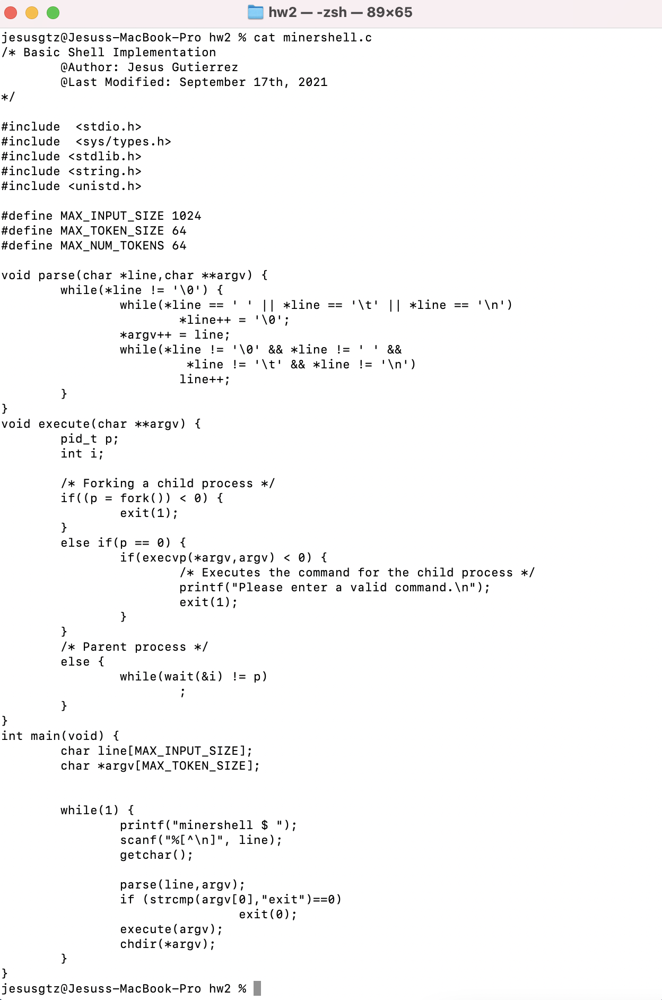 hw2 — -zsh — 89×65
jesusgtz@Jesuss-MacBook-Pro hw2 % cat minershell.c
/* Basic Shell Implementation
        @Author: Jesus Gutierrez
        @Last Modified: September 17th, 2021
*/

#include  <stdio.h>
#include  <sys/types.h>
#include <stdlib.h>
#include <string.h>
#include <unistd.h>

#define MAX_INPUT_SIZE 1024
#define MAX_TOKEN_SIZE 64
#define MAX_NUM_TOKENS 64

void parse(char *line,char **argv) {
        while(*line != '\0') {
                while(*line == ' ' || *line == '\t' || *line == '\n')
                        *line++ = '\0';
                *argv++ = line;
                while(*line != '\0' && *line != ' ' &&
                         *line != '\t' && *line != '\n')
                        line++;
        }
}
void execute(char **argv) {
        pid_t p;
        int i;

        /* Forking a child process */
        if((p = fork()) < 0) {
                exit(1);
        }
        else if(p == 0) {
                if(execvp(*argv,argv) < 0) {
                        /* Executes the command for the child process */
                        printf("Please enter a valid command.\n");
                        exit(1);
                }
        }
        /* Parent process */
        else {
                while(wait(&i) != p)
                        ;
        }
}
int main(void) {
        char line[MAX_INPUT_SIZE];
        char *argv[MAX_TOKEN_SIZE];


        while(1) {
                printf("minershell $ ");
                scanf("%[^\n]", line);
                getchar();

                parse(line,argv);
                if (strcmp(argv[0],"exit")==0)
                                exit(0);
                execute(argv);
                chdir(*argv);
        }
}
jesusgtz@Jesuss-MacBook-Pro hw2 %